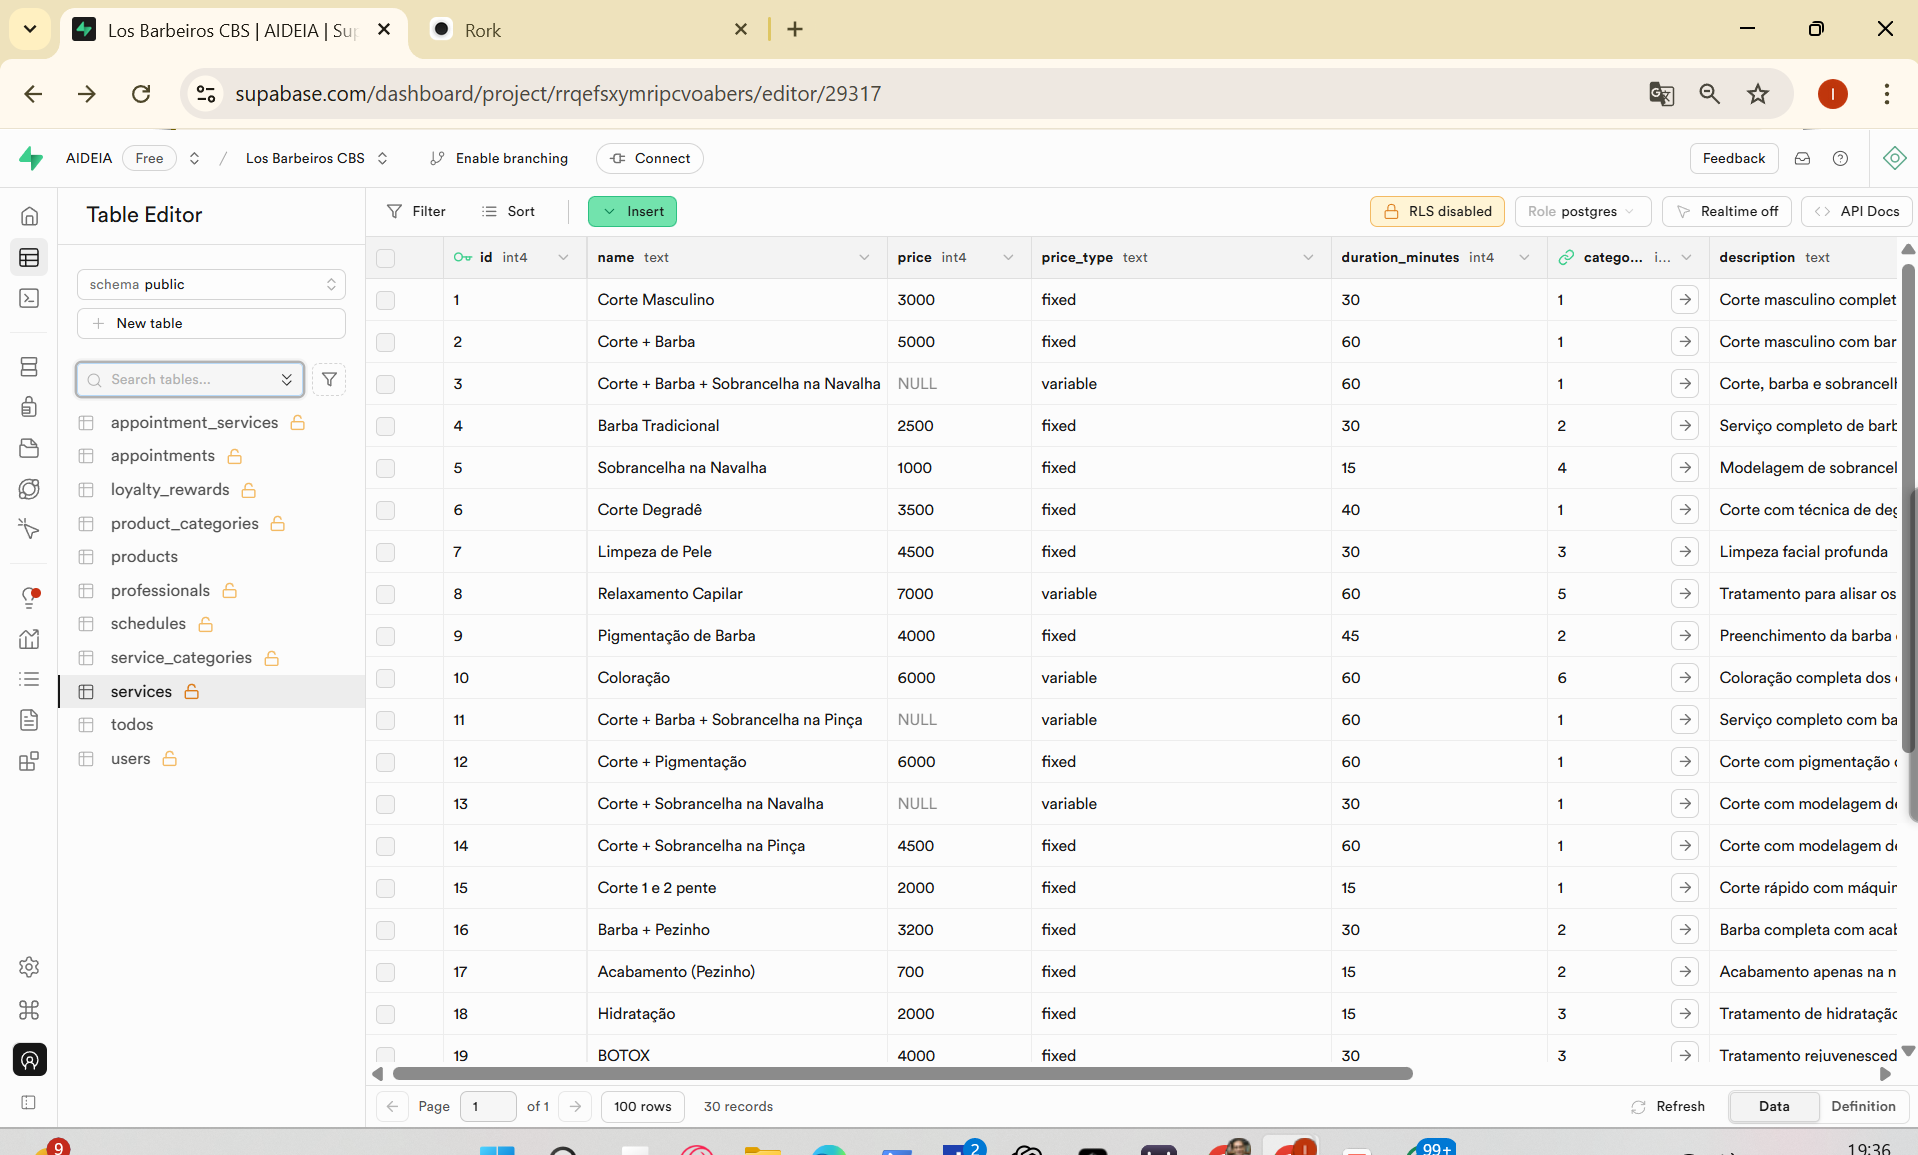 Los Barbeiros CBS | AIDEIA | Sup
Rork
supabase.com/dashboard/project/rrqefsxymripcvoabers/editor/29317
I
AIDEIA Free / Los Barbeiros CBS Enable branching Connect Feedback
Table Editor
Filter Sort Insert RLS disabled Role postgres Realtime off API Docs
schema public
New table
Search tables...
appointment_services
appointments
loyalty_rewards
product_categories
products
professionals
schedules
service_categories
services
todos
users
id int4 name text price int4 price_type text duration_minutes int4 catego... i... description text
1 Corte Masculino 3000 fixed 30 1 Corte masculino complet
2 Corte + Barba 5000 fixed 60 1 Corte masculino com bar
3 Corte + Barba + Sobrancelha na Navalha NULL variable 60 1 Corte, barba e sobrancelh
4 Barba Tradicional 2500 fixed 30 2 Serviço completo de barb
5 Sobrancelha na Navalha 1000 fixed 15 4 Modelagem de sobrancel
6 Corte Degradê 3500 fixed 40 1 Corte com técnica de deg
7 Limpeza de Pele 4500 fixed 30 3 Limpeza facial profunda
8 Relaxamento Capilar 7000 variable 60 5 Tratamento para alisar os
9 Pigmentação de Barba 4000 fixed 45 2 Preenchimento da barba
10 Coloração 6000 variable 60 6 Coloração completa dos
11 Corte + Barba + Sobrancelha na Pinça NULL variable 60 1 Serviço completo com ba
12 Corte + Pigmentação 6000 fixed 60 1 Corte com pigmentação
13 Corte + Sobrancelha na Navalha NULL variable 30 1 Corte com modelagem de
14 Corte + Sobrancelha na Pinça 4500 fixed 60 1 Corte com modelagem de
15 Corte 1 e 2 pente 2000 fixed 15 1 Corte rápido com máquin
16 Barba + Pezinho 3200 fixed 30 2 Barba completa com acab
17 Acabamento (Pezinho) 700 fixed 15 2 Acabamento apenas na n
18 Hidratação 2000 fixed 15 3 Tratamento de hidratação
19 BOTOX 4000 fixed 30 3 Tratamento rejuvenesced
Page 1 of 1 100 rows 30 records Refresh Data Definition
9 2 99+ 19:36